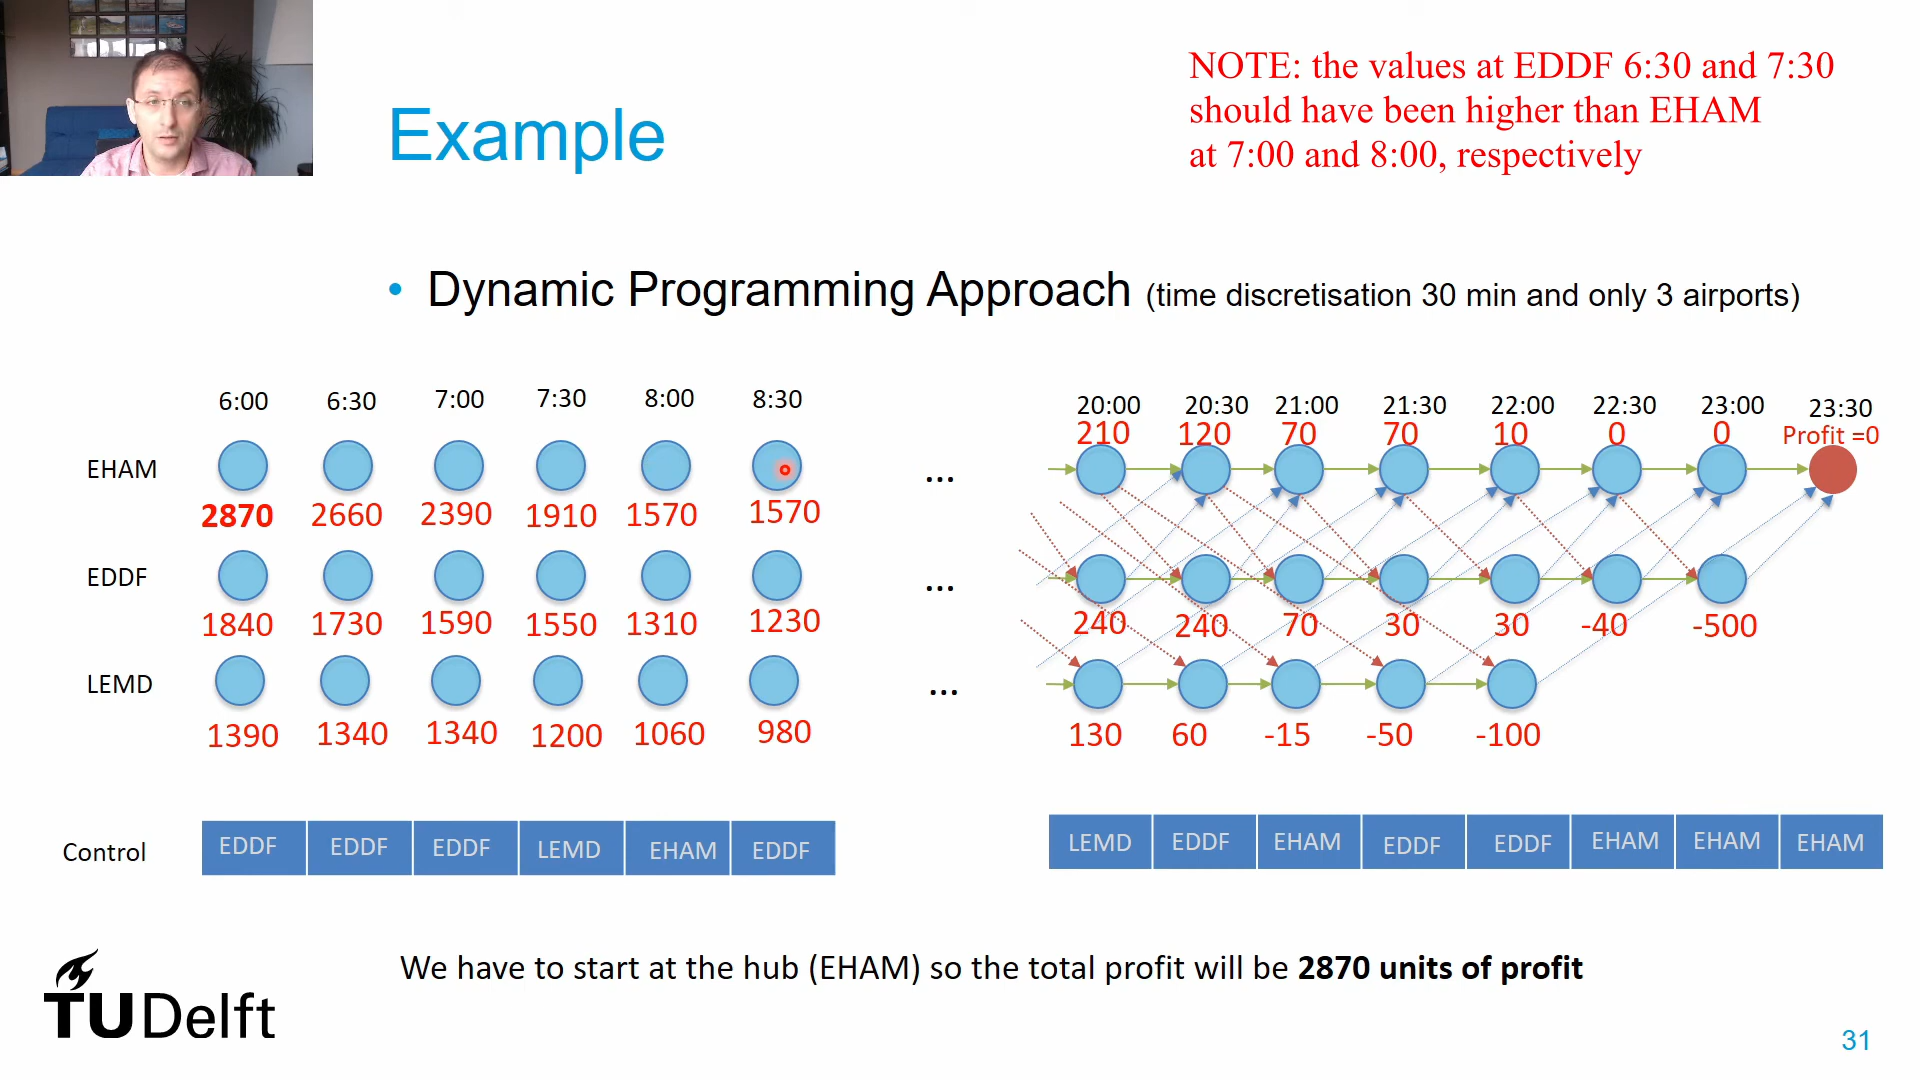 NOTE: the values at EDDF 6:30 and 7:30
should have been higher than EHAM
at 7:00 and 8:00, respectively
Example
• Dynamic Programming Approach (time discretisation 30 min and only 3 airports)
6:00 6:30 7:00 7:30 8:00 8:30 20:00 20:30 21:00 21:30 22:00 22:30 23:00 23:30
210 120 70 70 10 0 0 Profit =0
EHAM ...
2870 2660 2390 1910 1570 1570
EDDF ...
1840 1730 1590 1550 1310 1230 240 240 70 30 30 -40 -500
LEMD ...
1390 1340 1340 1200 1060 980 130 60 -15 -50 -100
Control EDDF EDDF EDDF LEMD EHAM EDDF LEMD EDDF EHAM EDDF EDDF EHAM EHAM EHAM
We have to start at the hub (EHAM) so the total profit will be 2870 units of profit
TUDelft
31